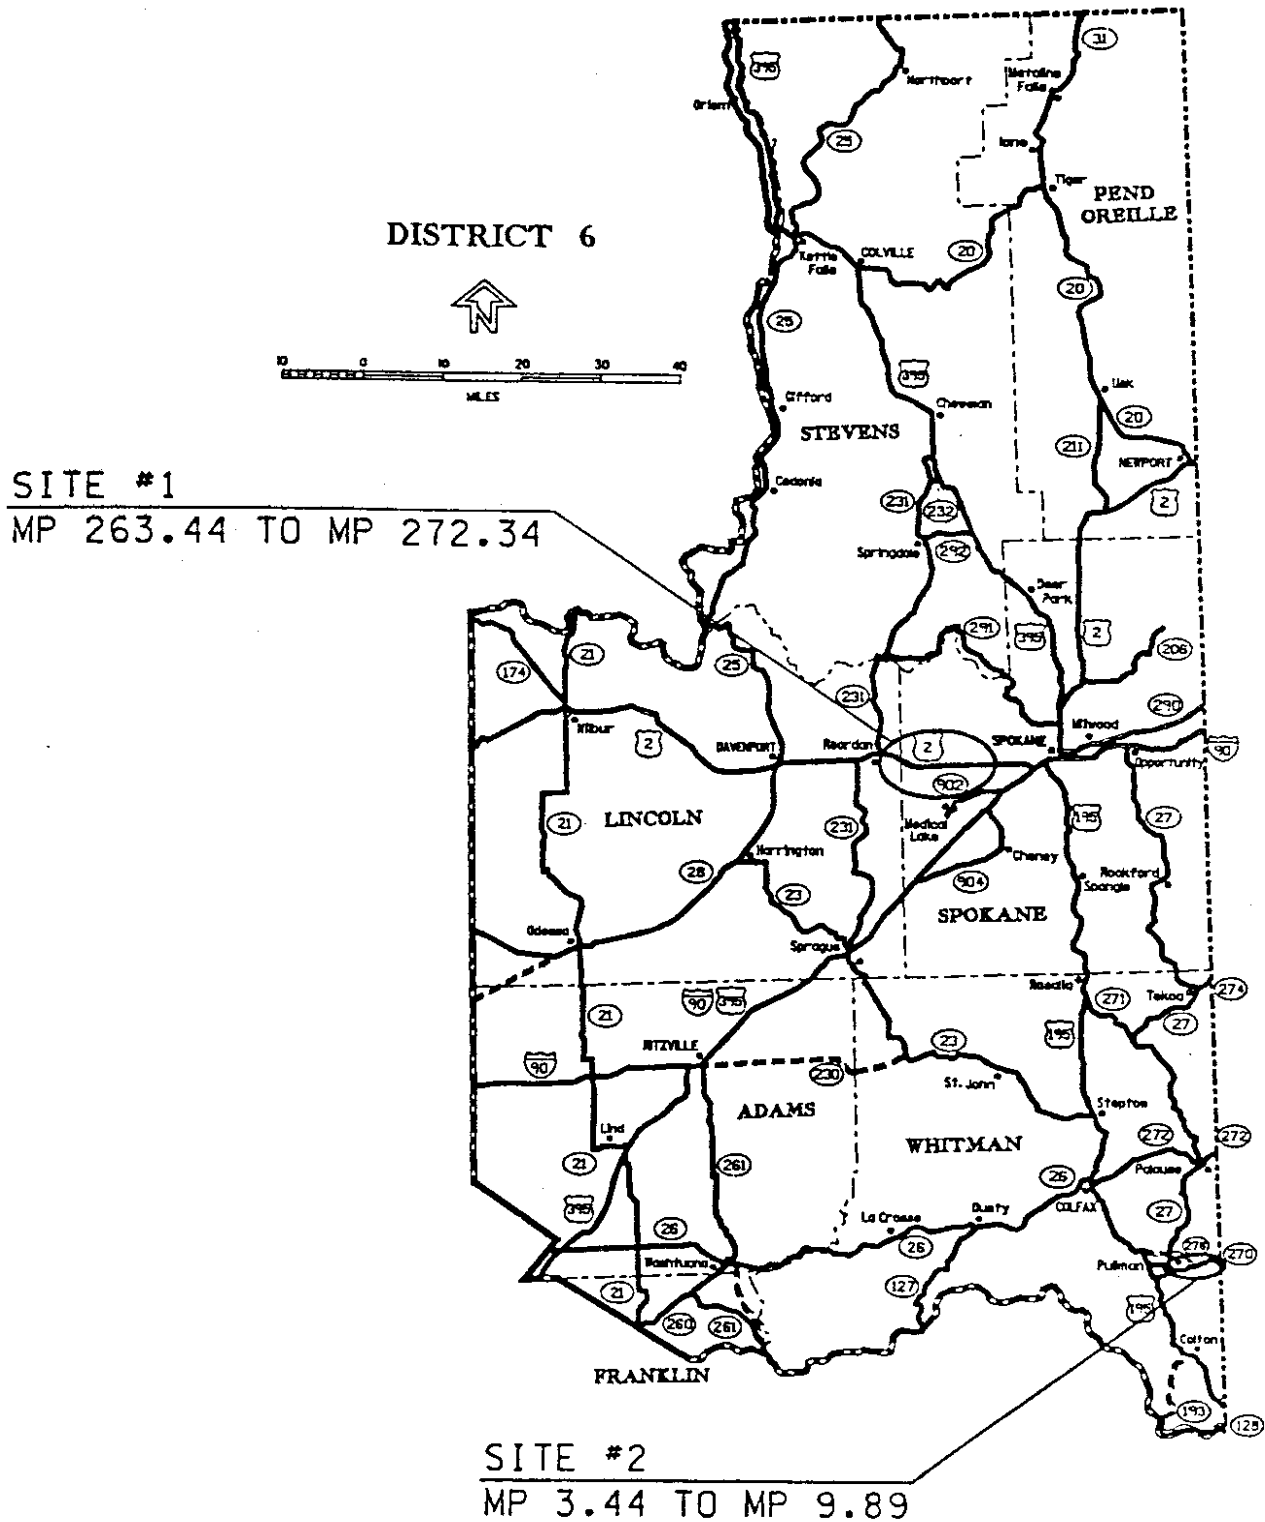 31
395
Metaline
Falls
Northport
Orient
25
Ione
Tiger
PEND
OREILLE
DISTRICT 6
20
COLVILLE
Kettle
Falls
20
N
25
10 0 10 20 30 40
MILES
395
Usk
Gifford
Chewelah
20
STEVENS
211
NEWPORT
SITE #1
Cedonia
231
232
2
MP 263.44 TO MP 272.34
Springdale
292
Deer
Park
291
395
2
21
25
206
174
231
290
Wilbur
2
DAVENPORT
Reardan
2
SPOKANE
Millwood
90
Opportunity
902
LINCOLN
21
231
Medical
Lake
195
27
Harrington
Cheney
28
23
904
Rockford
Spangle
SPOKANE
Odessa
Sprague
Rosalia
Tekoa
274
90
395
271
21
27
195
RITZVILLE
23
90
230
St. John
ADAMS
Steptoe
Lind
WHITMAN
272
272
21
261
Palouse
26
395
COLFAX
Dusty
La Crosse
27
26
26
270
Washtucna
Pullman
127
21
195
260
261
Colton
FRANKLIN
193
128
SITE #2
MP 3.44 TO MP 9.89